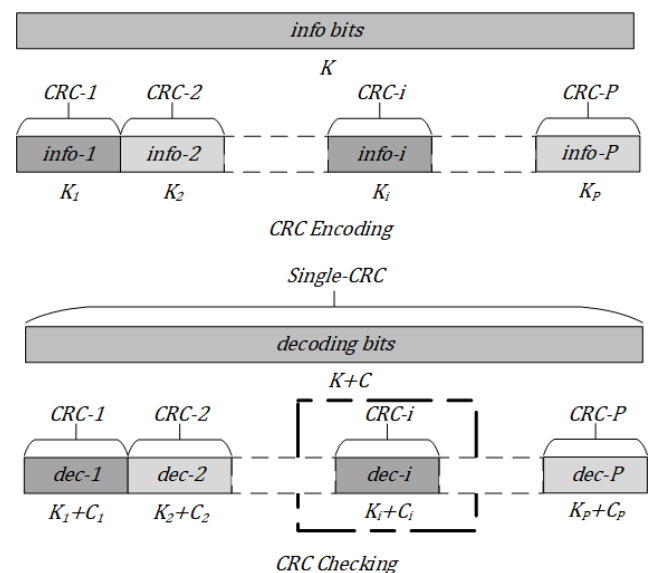 info bits
K
CRC-1 CRC-2 CRC-i CRC-P
info-1 info-2 info-i info-P
K₁ K₂ Kᵢ Kₚ
CRC Encoding
Single-CRC
decoding bits
K+C
CRC-1 CRC-2 CRC-i CRC-P
dec-1 dec-2 dec-i dec-P
K₁+C₁ K₂+C₂ Kᵢ+Cᵢ Kₚ+Cₚ
CRC Checking